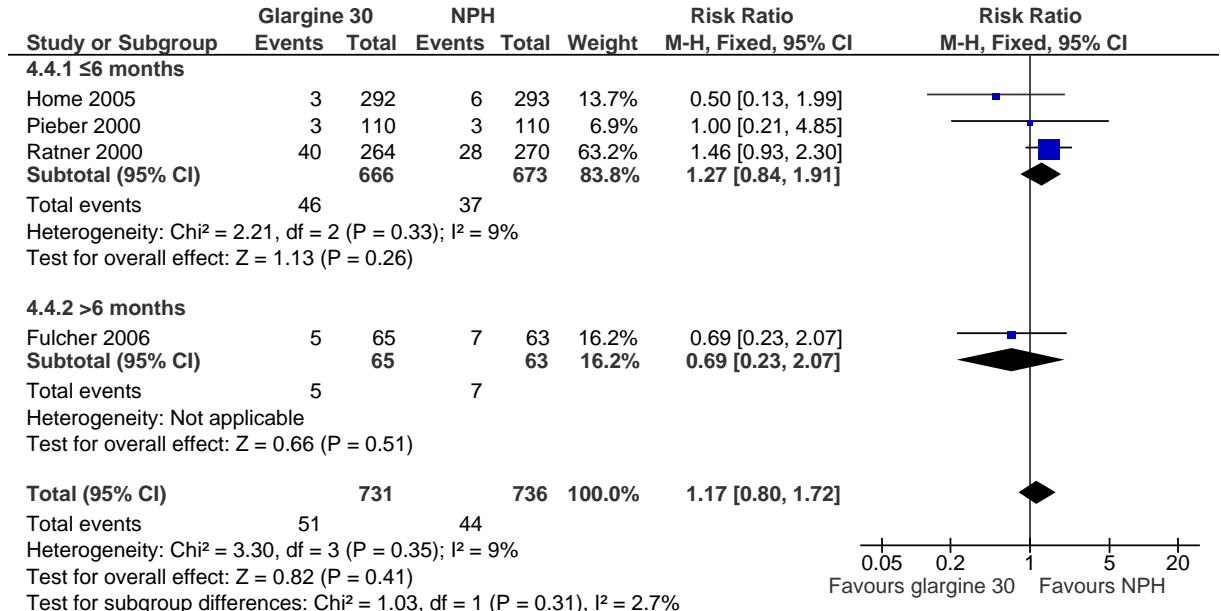 Glargine 30 NPH Risk Ratio Risk Ratio
Study or Subgroup Events Total Events Total Weight M-H, Fixed, 95% CI M-H, Fixed, 95% CI
4.4.1 ≤6 months
Home 2005 3 292 6 293 13.7% 0.50 [0.13, 1.99]
Pieber 2000 3 110 3 110 6.9% 1.00 [0.21, 4.85]
Ratner 2000 40 264 28 270 63.2% 1.46 [0.93, 2.30]
Subtotal (95% CI) 666 673 83.8% 1.27 [0.84, 1.91]
Total events 46 37
Heterogeneity: Chi² = 2.21, df = 2 (P = 0.33); I² = 9%
Test for overall effect: Z = 1.13 (P = 0.26)
4.4.2 >6 months
Fulcher 2006 5 65 7 63 16.2% 0.69 [0.23, 2.07]
Subtotal (95% CI) 65 63 16.2% 0.69 [0.23, 2.07]
Total events 5 7
Heterogeneity: Not applicable
Test for overall effect: Z = 0.66 (P = 0.51)
Total (95% CI) 731 736 100.0% 1.17 [0.80, 1.72]
Total events 51 44
Heterogeneity: Chi² = 3.30, df = 3 (P = 0.35); I² = 9%
Test for overall effect: Z = 0.82 (P = 0.41)
Test for subgroup differences: Chi² = 1.03, df = 1 (P = 0.31), I² = 2.7%
0.05 0.2 1 5 20
Favours glargine 30 Favours NPH